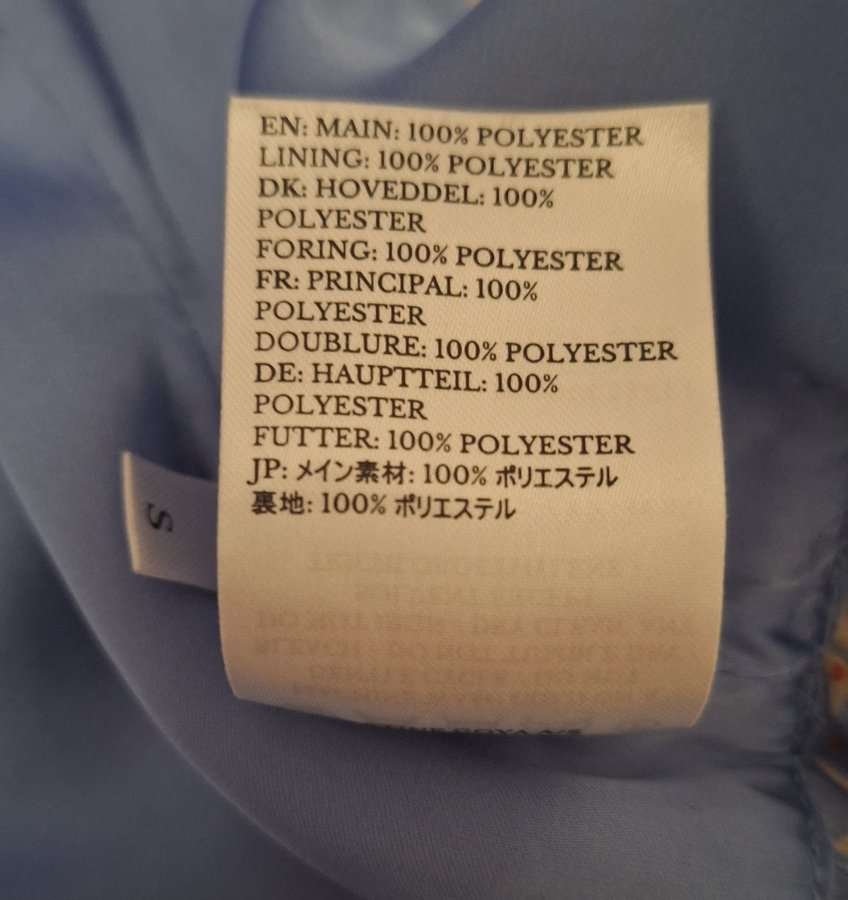 EN: MAIN: 100% POLYESTER
LINING: 100% POLYESTER
DK: HOVEDDEL: 100%
POLYESTER
FORING: 100% POLYESTER
FR: PRINCIPAL: 100%
POLYESTER
DOUBLURE: 100% POLYESTER
DE: HAUPTTEIL: 100%
POLYESTER
FUTTER: 100% POLYESTER
JP: メイン素材: 100% ポリエステル
裏地: 100% ポリエステル
S